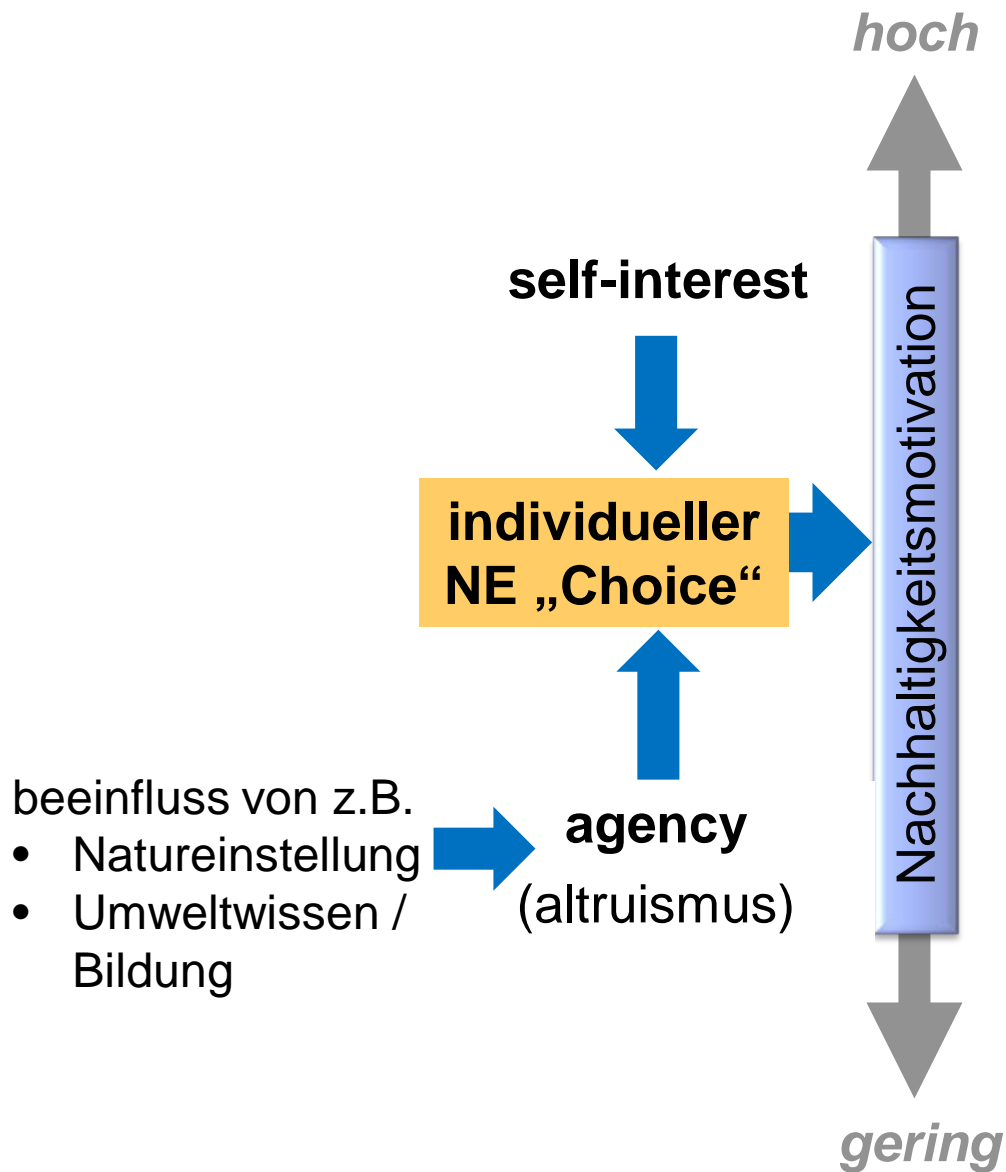 hoch
self-interest
Nachhaltigkeitsmotivation
individueller
NE „Choice“
beeinfluss von z.B.
• Natureinstellung
• Umweltwissen /
Bildung
agency
(altruismus)
gering